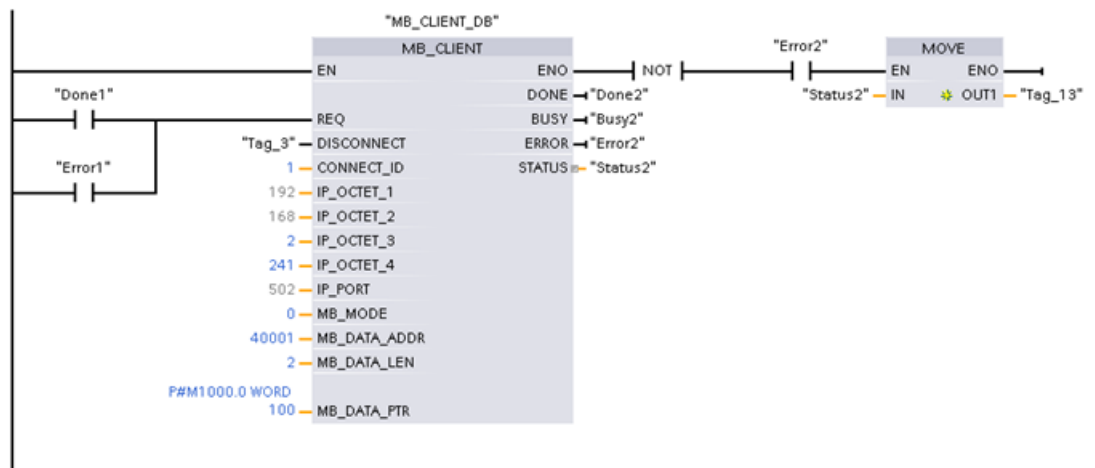 "MB_CLIENT_DB"
MB_CLIENT
"Error2"
MOVE
EN
ENO
NOT
EN
ENO
"Done1"
DONE
"Done2"
"Status2"
IN
OUT1
"Tag_13"
REQ
BUSY
"Busy2"
"Tag_3"
DISCONNECT
ERROR
"Error2"
"Error1"
1
CONNECT_ID
STATUS
"Status2"
192
IP_OCTET_1
168
IP_OCTET_2
2
IP_OCTET_3
241
IP_OCTET_4
502
IP_PORT
0
MB_MODE
40001
MB_DATA_ADDR
2
MB_DATA_LEN
P#M1000.0 WORD
100
MB_DATA_PTR